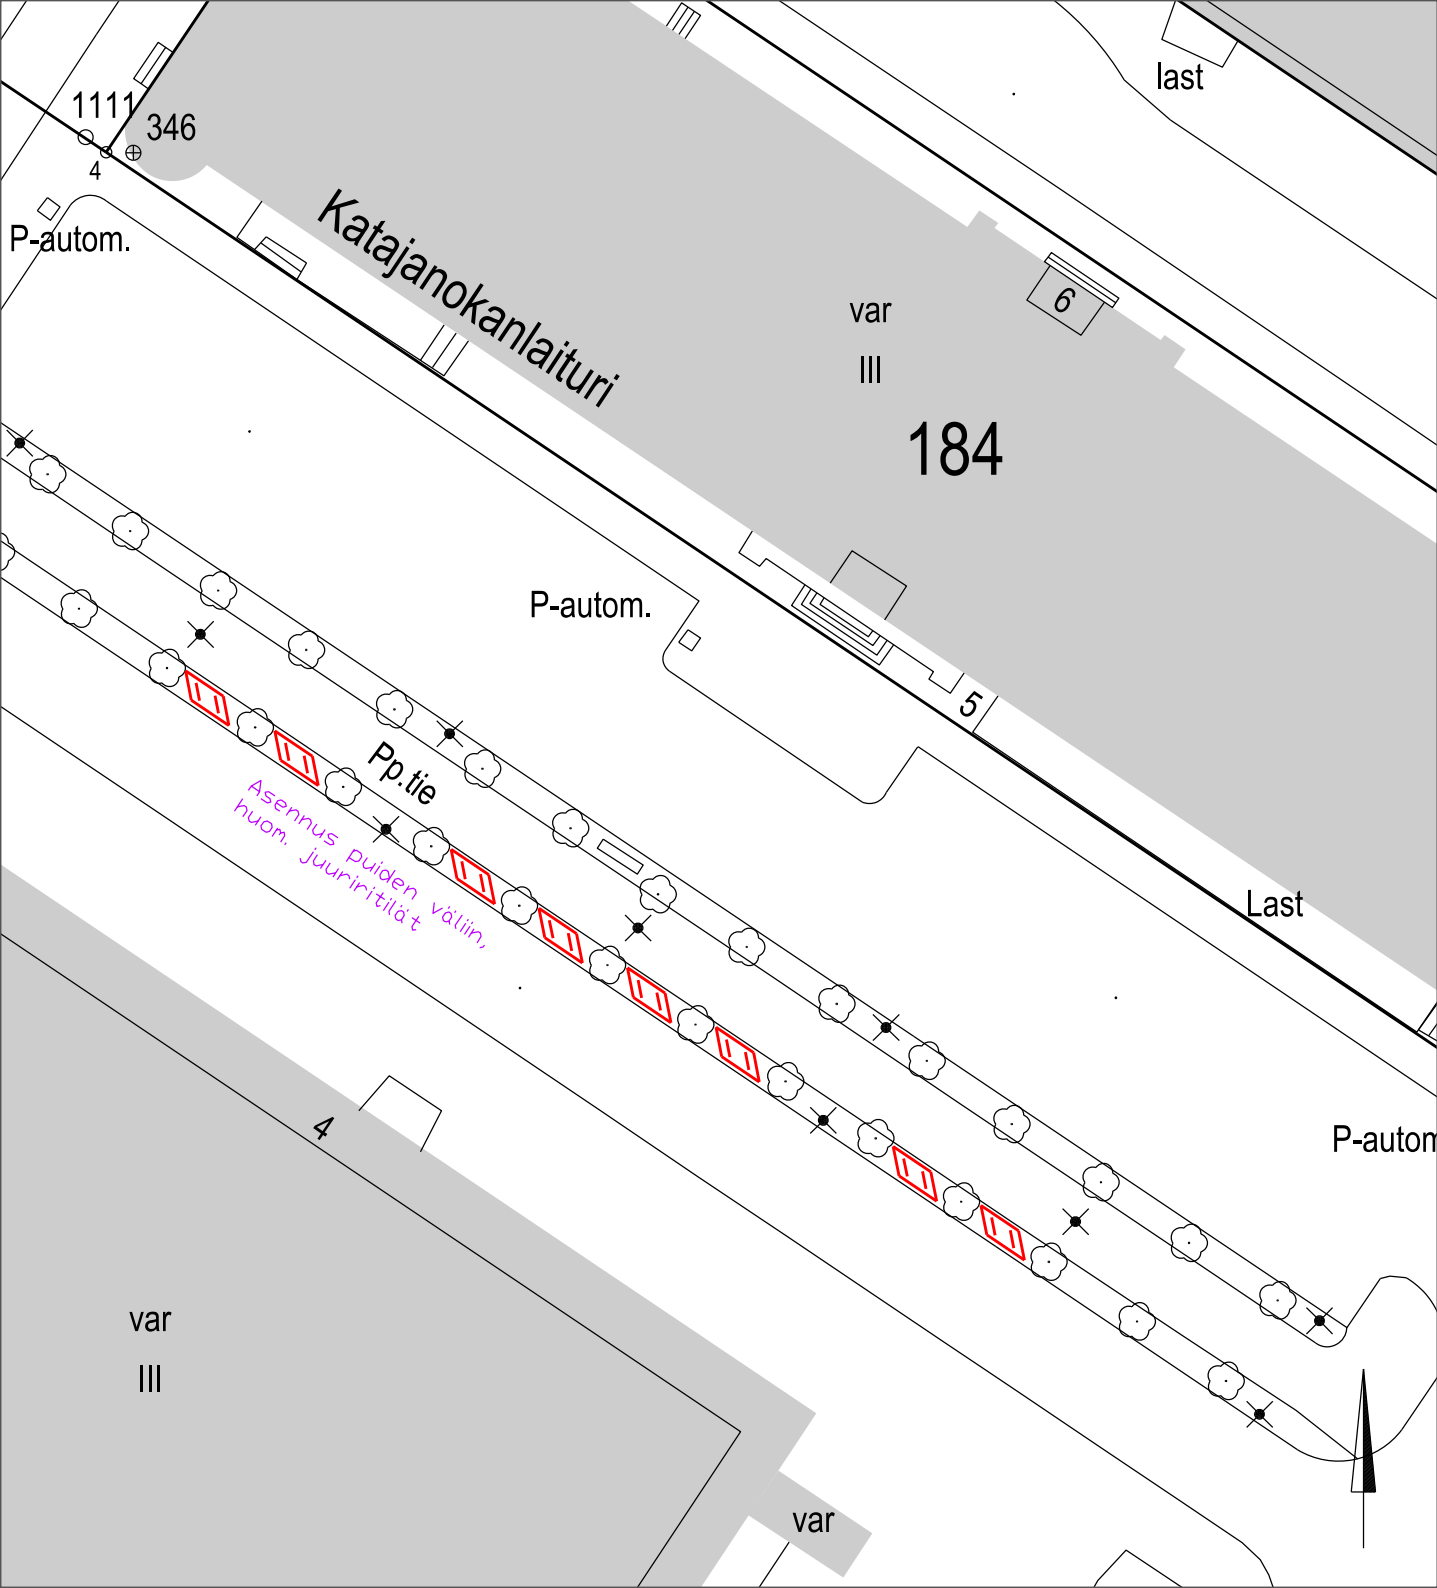 last
1111
346
4
P-autom.
Katajanokanlaituri
6
var
III
184
P-autom.
5
Pp.tie
Asennus puiden väliin,
huom. juuriritilät
Last
4
P-autom
var
III
var